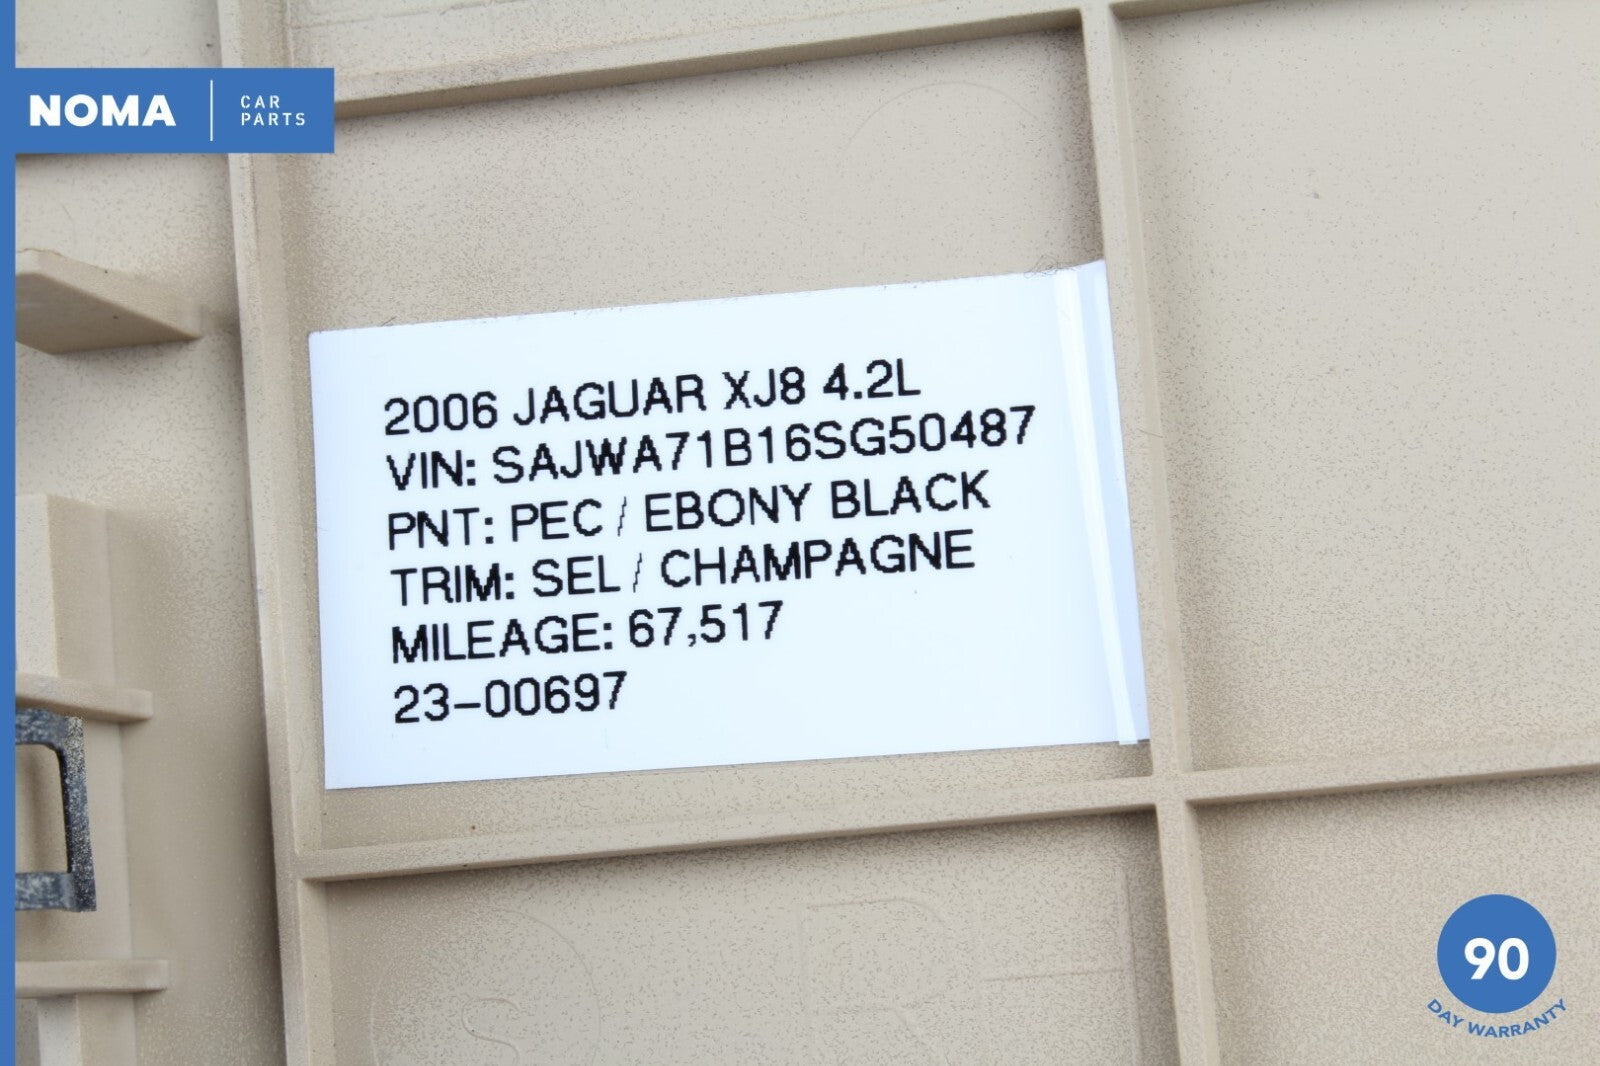 NOMA
CAR
PARTS
2006 JAGUAR XJ8 4.2L
VIN: SAJWA71B16SG50487
PNT: PEC / EBONY BLACK
TRIM: SEL / CHAMPAGNE
MILEAGE: 67,517
23-00697
90
DAY WARRANTY